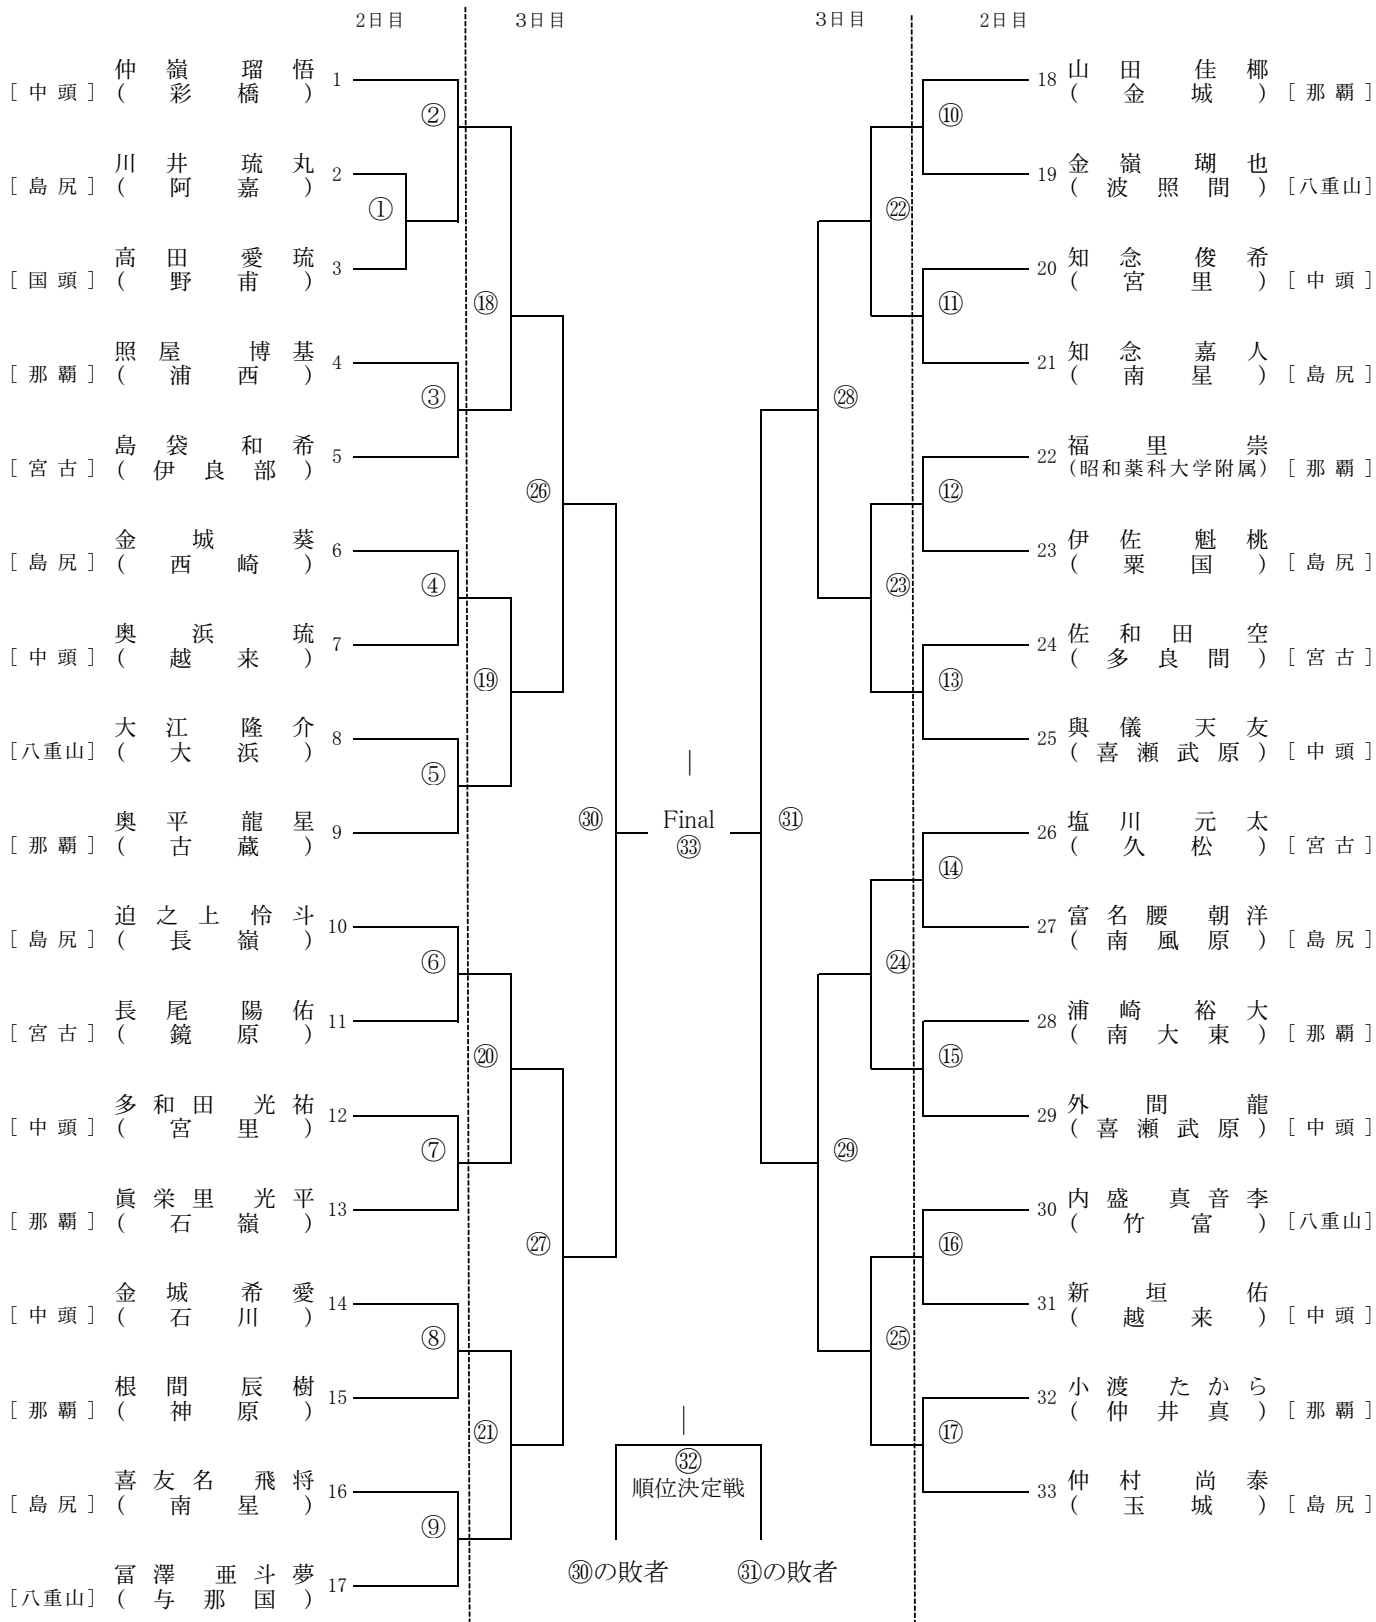 2日目 3日目 3日目 2日目
仲嶺 瑠悟 1
[中頭] (彩橋)
②
川井 琉丸 2
[島尻] (阿嘉)
①
高田 愛琉 3
[国頭] (野甫)
⑱
照屋 博基 4
[那覇] (浦西)
③
島袋 和希 5
[宮古] (伊良部)
㉖
金城 葵 6
[島尻] (西崎)
④
奥浜 琉 7
[中頭] (越来)
⑲
大江 隆介 8
[八重山] (大浜)
⑤
奥平 龍星 9
[那覇] (古蔵)
㉚
迫之上 怜斗 10
[島尻] (長嶺)
⑥
長尾 陽佑 11
[宮古] (鏡原)
⑳
多和田 光祐 12
[中頭] (宮里)
⑦
眞栄里 光平 13
[那覇] (石嶺)
㉗
金城 希愛 14
[中頭] (石川)
⑧
根間 辰樹 15
[那覇] (神原)
㉑
喜友名 飛将 16
[島尻] (南星)
⑨
冨澤 亜斗夢 17
[八重山] (与那国)
Final
㉝
㉜
順位決定戦
㉚の敗者 ㉛の敗者
18 山田 佳椰
(金城) [那覇]
⑩
19 金嶺 瑚也
(波照間) [八重山]
㉒
20 知念 俊希
(宮里) [中頭]
⑪
21 知念 嘉人
(南星) [島尻]
㉘
22 福里 崇
(昭和薬科大学附属) [那覇]
⑫
23 伊佐 魁桃
(粟国) [島尻]
㉓
24 佐和田 空
(多良間) [宮古]
⑬
25 與儀 天友
(喜瀬武原) [中頭]
㉛
26 塩川 元太
(久松) [宮古]
⑭
27 富名腰 朝洋
(南風原) [島尻]
㉔
28 浦崎 裕大
(南大東) [那覇]
⑮
29 外間 龍
(喜瀬武原) [中頭]
㉙
30 内盛 真音李
(竹富) [八重山]
⑯
31 新垣 佑
(越来) [中頭]
㉕
32 小渡 たから
(仲井真) [那覇]
⑰
33 仲村 尚泰
(玉城) [島尻]